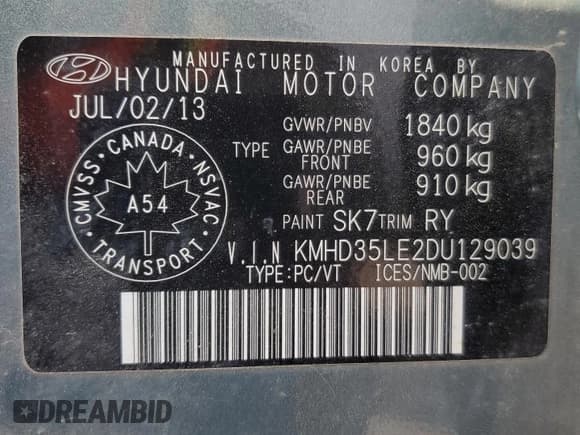 MANUFACTURED IN KOREA BY
HYUNDAI MOTOR COMPANY
JUL/02/13
GVWR/PNBV 1840 kg
TYPE GAWR/PNBE FRONT 960 kg
GAWR/PNBE REAR 910 kg
CMVSS · CANADA · NSVAC
A54
TRANSPORT
PAINT SK7 TRIM RY
V.I.N KMHD35LE2DU129039
TYPE:PC/VT ICES/NMB-002
DREAMBID